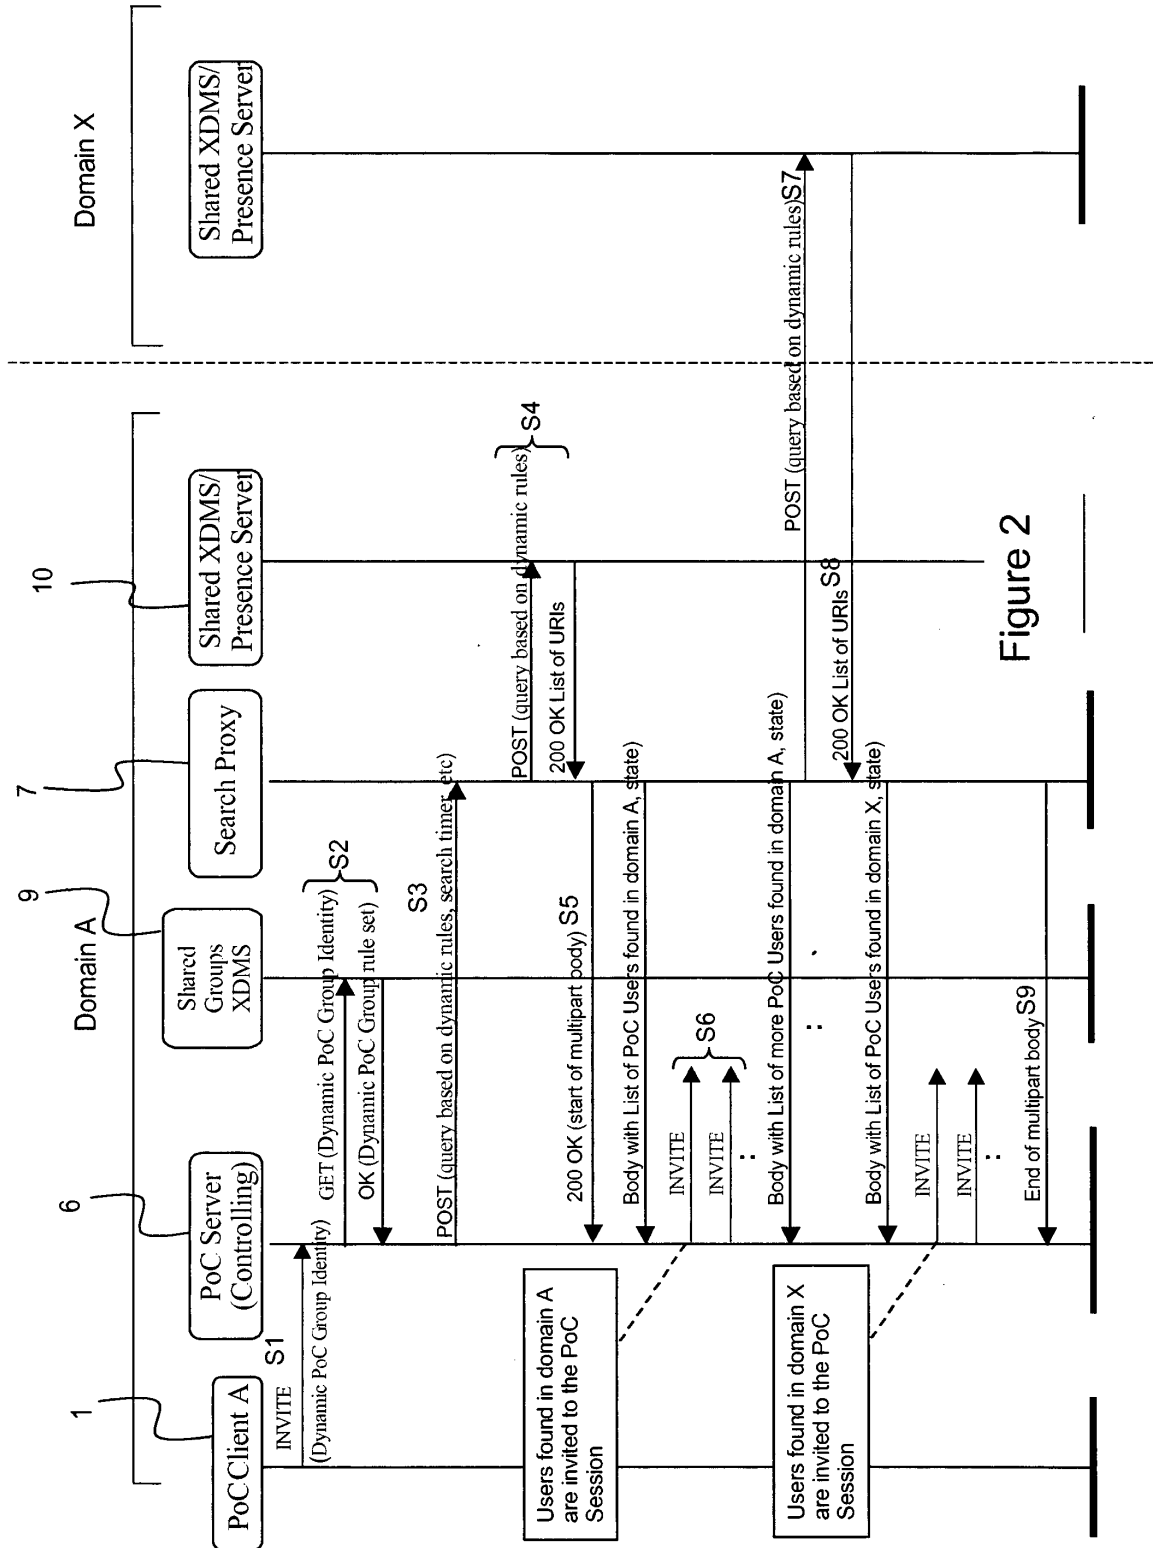 Domain A
Domain X
1
6
9
7
10
PoC Client A
PoC Server
(Controlling)
Shared
Groups
XDMS
Search Proxy
Shared XDMS/
Presence Server
Shared XDMS/
Presence Server
INVITE
S1
(Dynamic PoC Group Identity)
GET (Dynamic PoC Group Identity)
S2
OK (Dynamic PoC Group rule set)
S3
POST (query based on dynamic rules, search timer, etc)
POST (query based on dynamic rules)
S4
200 OK List of URIs
200 OK (start of multipart body)
S5
Users found in domain A
are invited to the PoC
Session
Body with List of PoC Users found in domain A, state)
INVITE
S6
INVITE
:
Body with List of more PoC Users found in domain A, state)
POST (query based on dynamic rules)
S7
:
Users found in domain X
are invited to the PoC
Session
200 OK List of URIs
S8
Body with List of PoC Users found in domain X, state)
INVITE
INVITE
:
End of multipart body
S9
Figure 2